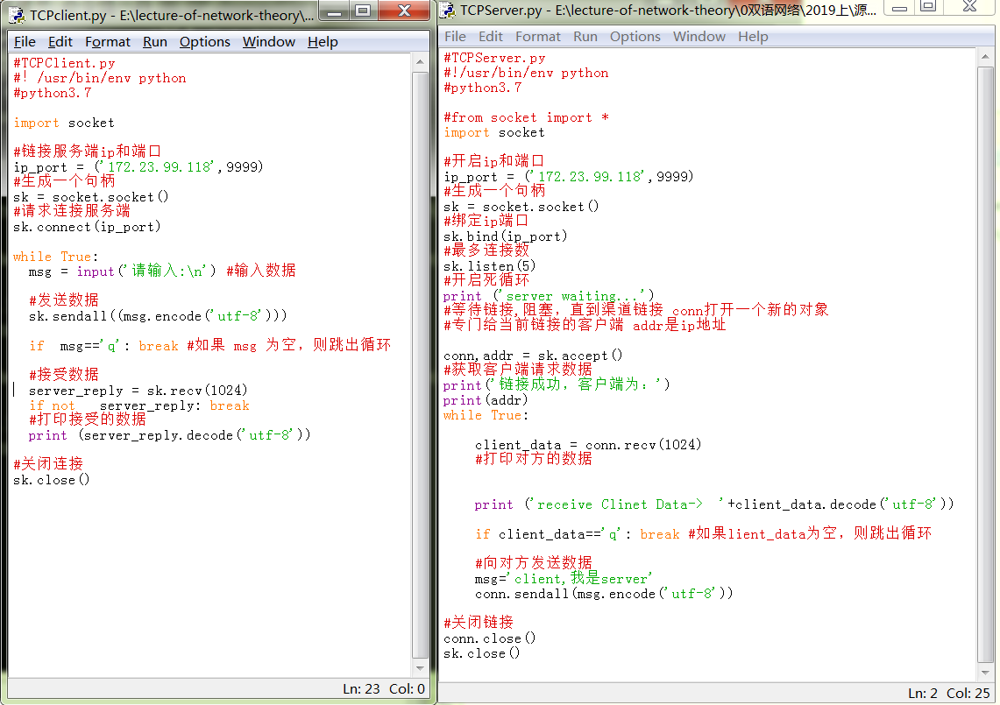 TCPclient.py - E:\lecture-of-network-theory\...
File Edit Format Run Options Window Help
#TCPClient.py
#! /usr/bin/env python
#python3.7
import socket
#链接服务端ip和端口
ip_port = ('172.23.99.118',9999)
#生成一个句柄
sk = socket.socket()
#请求连接服务端
sk.connect(ip_port)
while True:
msg = input('请输入:\n') #输入数据
#发送数据
sk.sendall((msg.encode('utf-8')))
if msg=='q': break #如果 msg 为空，则跳出循环
#接受数据
server_reply = sk.recv(1024)
if not server_reply: break
#打印接受的数据
print (server_reply.decode('utf-8'))
#关闭连接
sk.close()
Ln: 23 Col: 0
TCPServer.py - E:\lecture-of-network-theory\0双语网络\2019上\源...
File Edit Format Run Options Window Help
#TCPServer.py
#!/usr/bin/env python
#python3.7
#from socket import *
import socket
#开启ip和端口
ip_port = ('172.23.99.118',9999)
#生成一个句柄
sk = socket.socket()
#绑定ip端口
sk.bind(ip_port)
#最多连接数
sk.listen(5)
#开启死循环
print ('server waiting...')
#等待链接,阻塞，直到渠道链接 conn打开一个新的对象
#专门给当前链接的客户端 addr是ip地址
conn,addr = sk.accept()
#获取客户端请求数据
print('链接成功，客户端为：')
print(addr)
while True:
client_data = conn.recv(1024)
#打印对方的数据
print ('receive Clinet Data-> '+client_data.decode('utf-8'))
if client_data=='q': break #如果lient_data为空，则跳出循环
#向对方发送数据
msg='client,我是server'
conn.sendall(msg.encode('utf-8'))
#关闭链接
conn.close()
sk.close()
Ln: 2 Col: 25